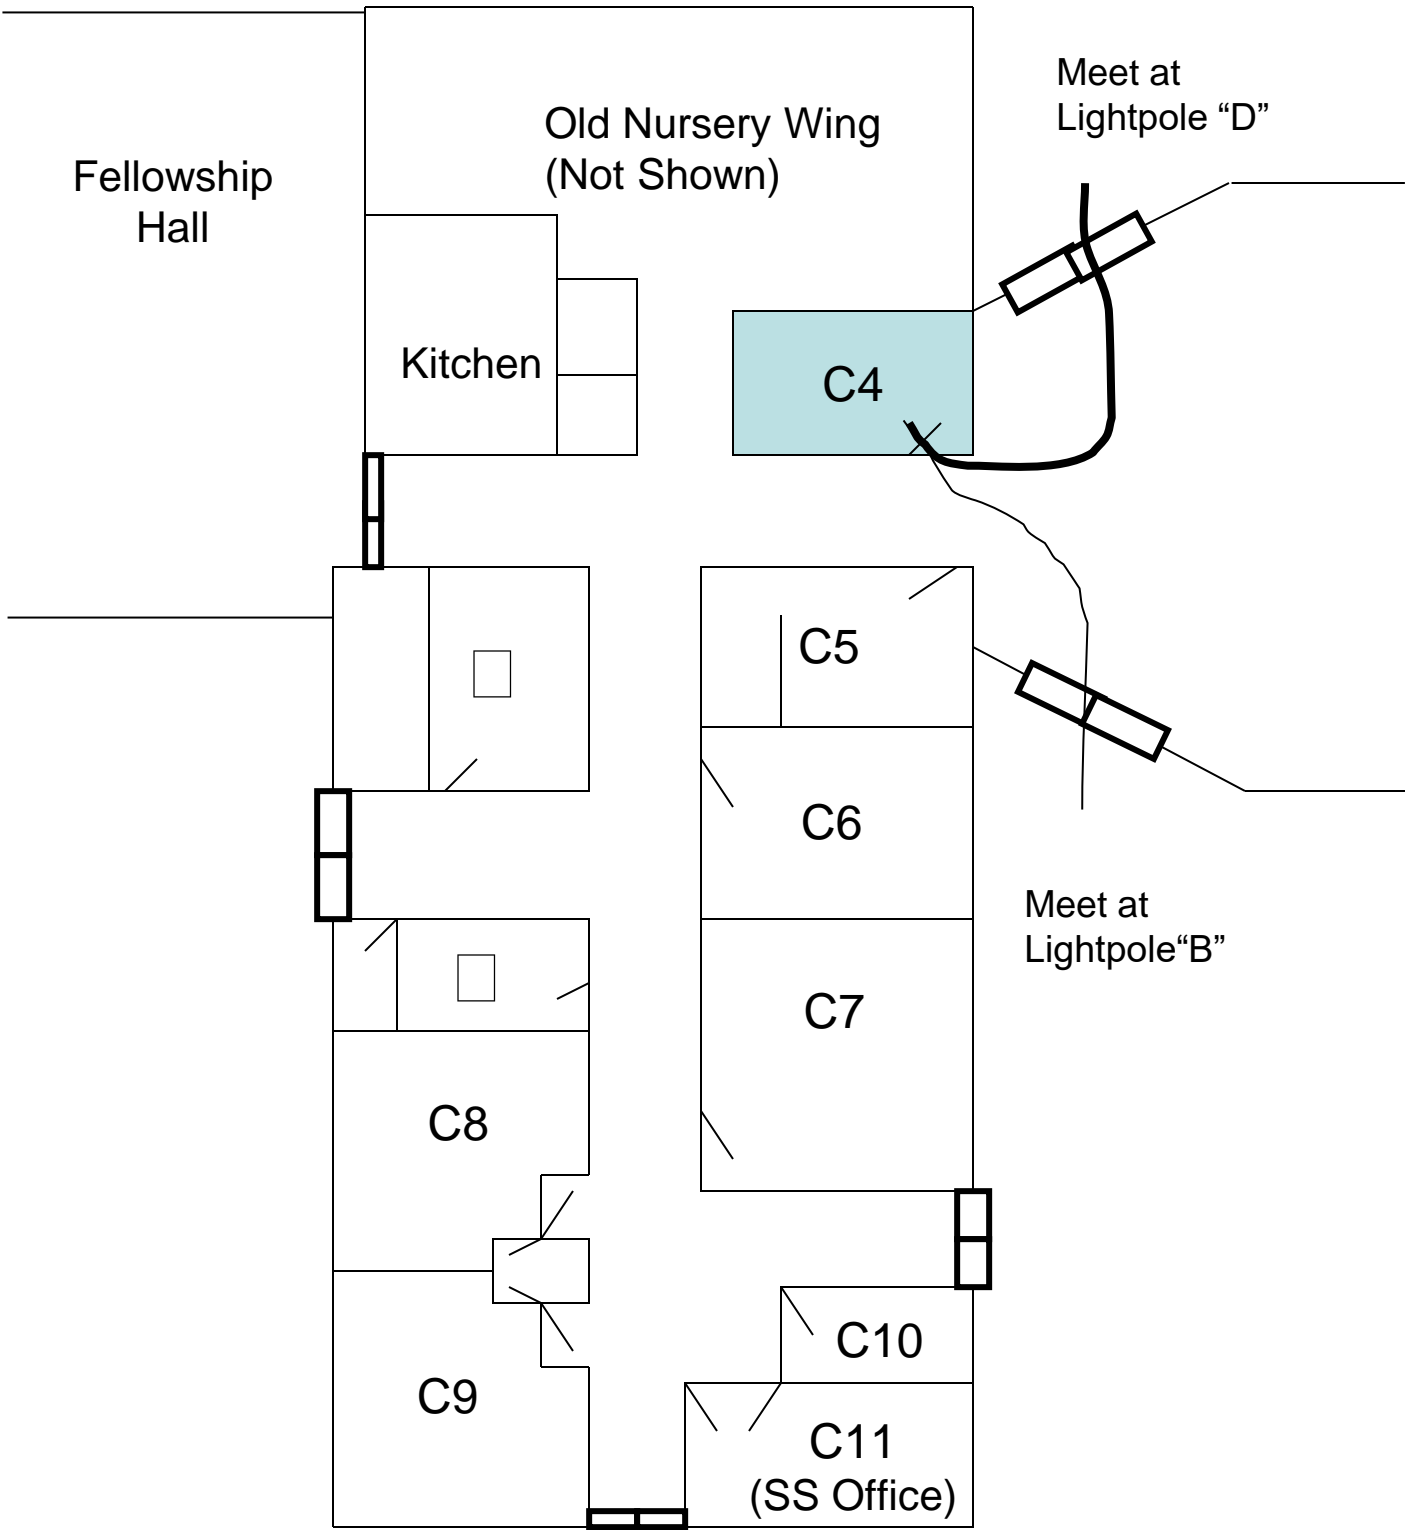 Meet at
Lightpole “D”
Old Nursery Wing
(Not Shown)
Fellowship
Hall
Kitchen
C4
C5
C6
Meet at
Lightpole“B”
C7
C8
C10
C9
C11
(SS Office)